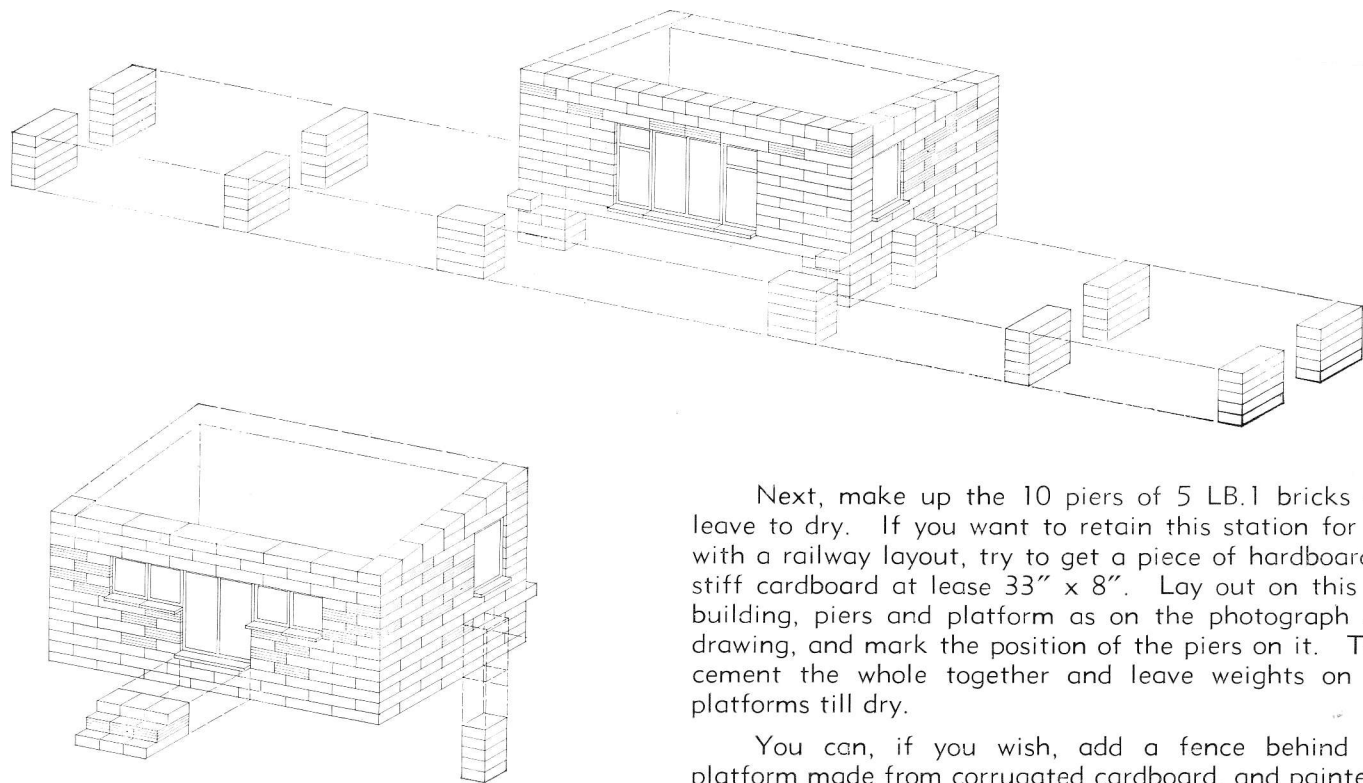 Next, make up the 10 piers of 5 LB.1 bricks
leave to dry. If you want to retain this station for
with a railway layout, try to get a piece of hardboard
stiff cardboard at lease 33″ x 8″. Lay out on this
building, piers and platform as on the photograph
drawing, and mark the position of the piers on it. T
cement the whole together and leave weights on
platforms till dry.
You can, if you wish, add a fence behind
platform made from corrugated cardboard, and painte